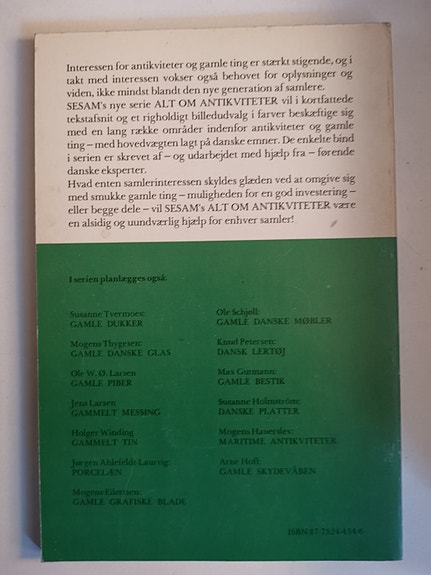 Interessen for antikviteter og gamle ting er stærkt stigende, og i
takt med interessen vokser også behovet for oplysninger og
viden, ikke mindst blandt den nye generation af samlere.
SESAM's nye serie ALT OM ANTIKVITETER vil i kortfattede
tekstafsnit og et righoldigt billedudvalg i farver beskæftige sig
med en lang række områder indenfor antikviteter og gamle
ting – med hovedvægten lagt på danske emner. De enkelte bind
i serien er skrevet af – og udarbejdet med hjælp fra – førende
danske eksperter.
Hvad enten samlerinteressen skyldes glæden ved at omgive sig
med smukke gamle ting – muligheden for en god investering –
eller begge dele – vil SESAM's ALT OM ANTIKVITETER være
en alsidig og uundværlig hjælp for enhver samler!
I serien planlægges også:
Susanne Tvermoes:
GAMLE DUKKER
Mogens Thygesen:
GAMLE DANSKE GLAS
Ole W. Ø. Larsen
GAMLE PIBER
Jens Larsen
GAMMELT MESSING
Holger Winding
GAMMELT TIN
Jørgen Ahlefeldt Laurvig:
PORCELÆN
Mogens Eilertsen:
GAMLE GRAFISKE BLADE
Ole Schjøll:
GAMLE DANSKE MØBLER
Knud Petersen:
DANSK LERTØJ
Max Gutmann:
GAMLE BESTIK
Susanne Holmstrøm:
DANSKE PLATTER
Mogens Hauerslev:
MARITIME ANTIKVITETER
Arne Hoff:
GAMLE SKYDEVÅBEN
ISBN 87-7324-454-6